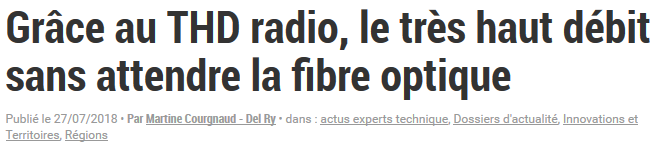 Grâce au THD radio, le très haut débit
sans attendre la fibre optique
Publié le 27/07/2018 • Par Martine Courgnaud - Del Ry • dans : actus experts technique, Dossiers d'actualité, Innovations et
Territoires, Régions